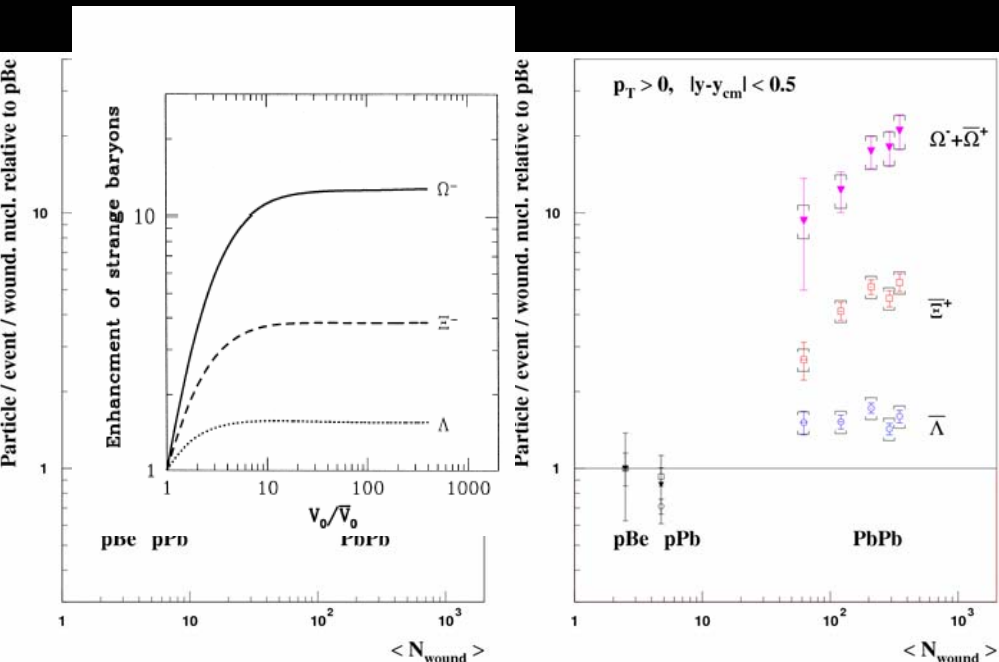 Particle / event / wound. nucl. relative to pBe
10
1
1
10
10²
10³
< N_wound >
pBe pPb
PbPb
Enhancment of strange baryons
10
1
1
10
100
1000
V₀/V̅₀
Ω⁻
Ξ⁻
Λ
Particle / event / wound. nucl. relative to pBe
p_T > 0, |y-y_cm| < 0.5
10
1
Ω⁻+Ω̅⁺
Ξ̅⁺
Λ̅
pBe pPb
PbPb
1
10
10²
10³
< N_wound >